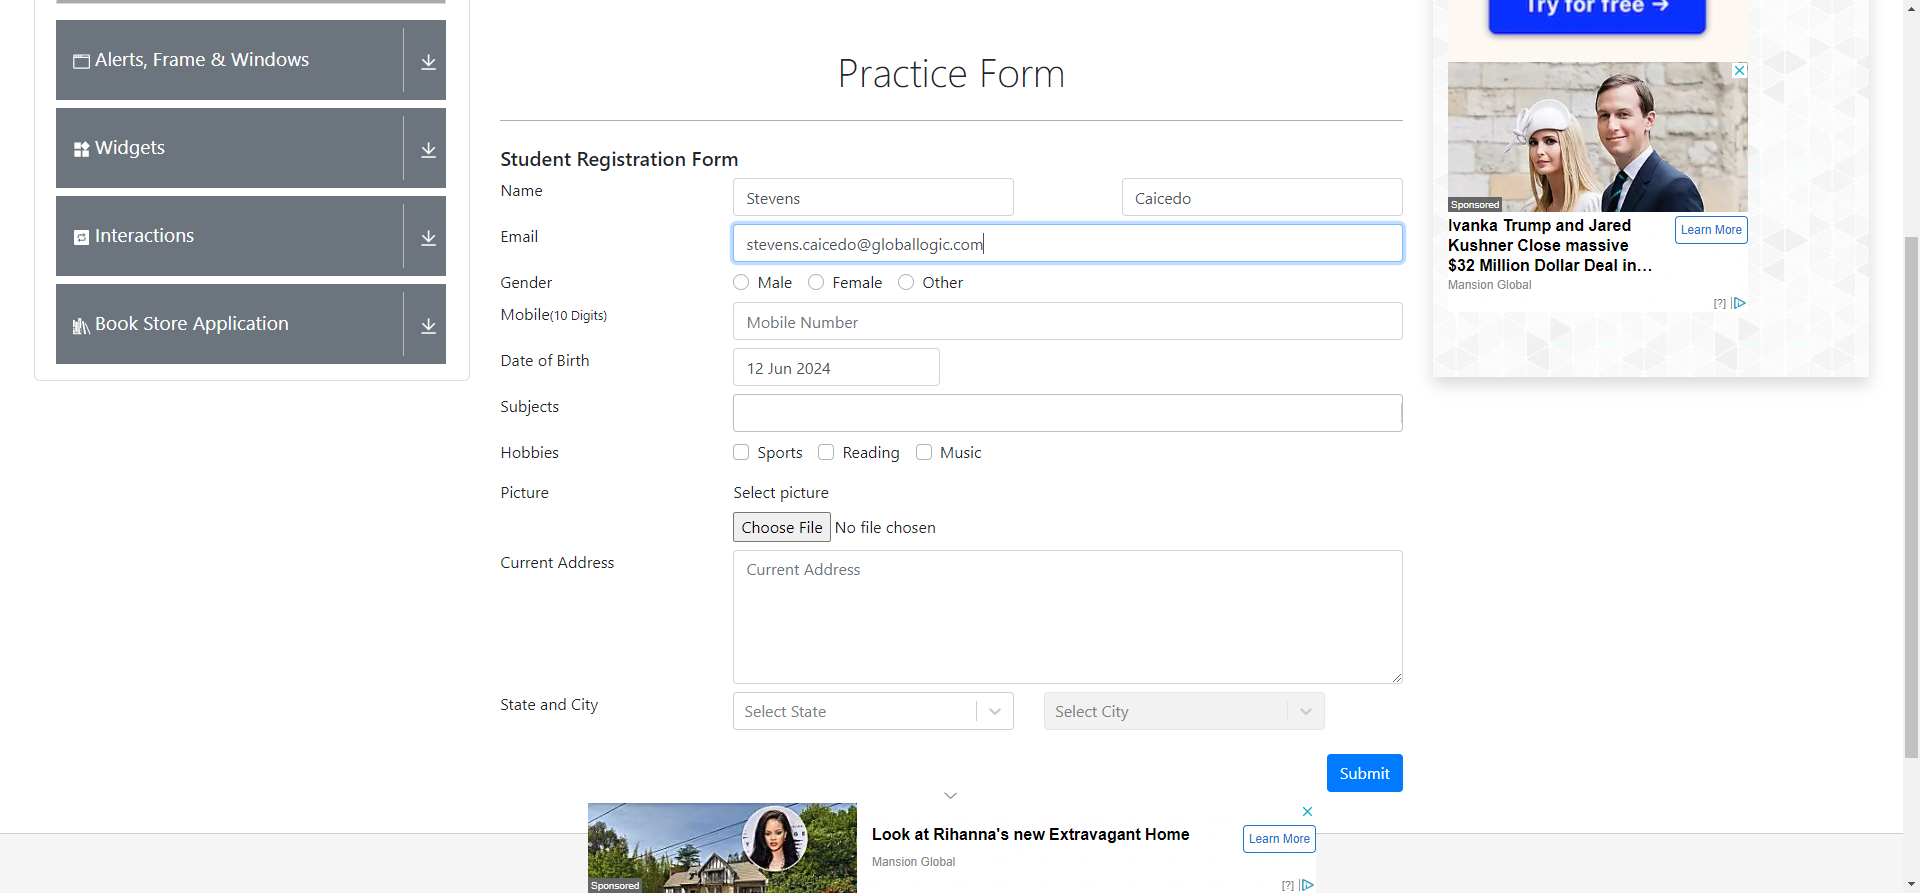 Alerts, Frame & Windows
Widgets
Interactions
Book Store Application
Practice Form
Student Registration Form
Name
Stevens
Caicedo
Email
stevens.caicedo@globallogic.com
Gender
Male Female Other
Mobile(10 Digits)
Mobile Number
Date of Birth
12 Jun 2024
Subjects
Hobbies
Sports Reading Music
Picture
Select picture
Choose File No file chosen
Current Address
Current Address
State and City
Select State
Select City
Submit
Try for free →
Sponsored
Ivanka Trump and Jared
Kushner Close massive
$32 Million Dollar Deal in...
Learn More
Mansion Global
[?]
Look at Rihanna's new Extravagant Home
Mansion Global
Learn More
Sponsored
[?]